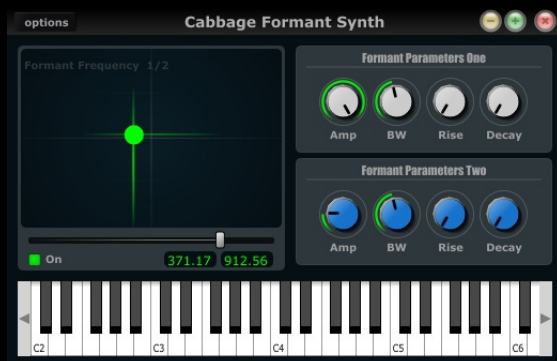 options
Cabbage Formant Synth
Formant Frequency 1/2
On
371.17 912.56
Formant Parameters One
Amp BW Rise Decay
Formant Parameters Two
Amp BW Rise Decay
C2 C3 C4 C5 C6